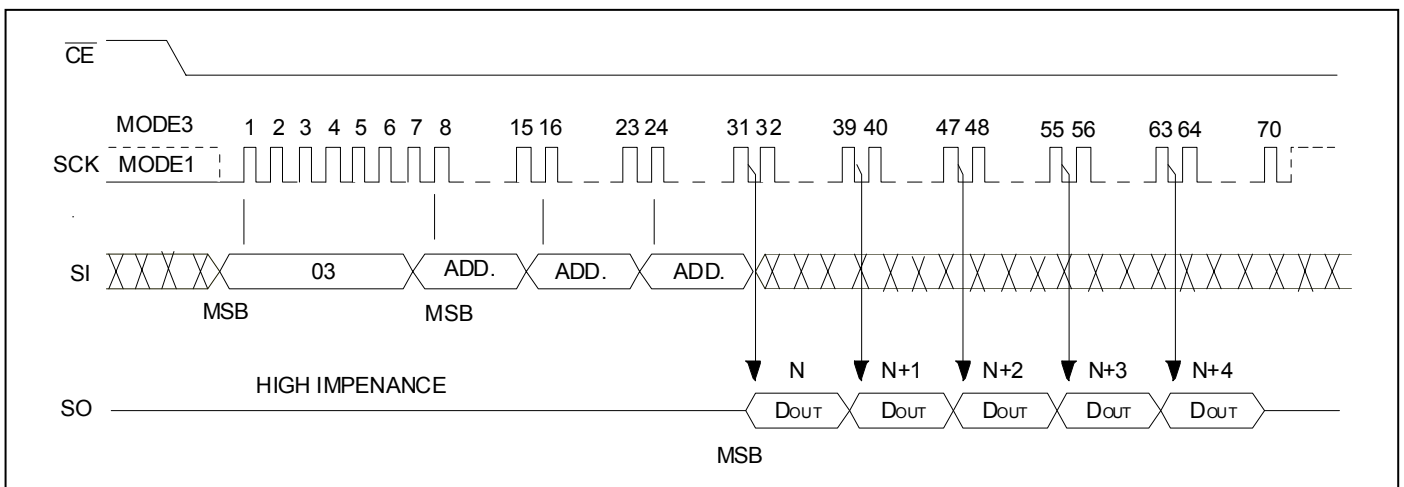 CE
MODE3 1 2 3 4 5 6 7 8 15 16 23 24 31 32 39 40 47 48 55 56 63 64 70
SCK MODE1
SI 03 ADD. ADD. ADD.
MSB MSB
N N+1 N+2 N+3 N+4
HIGH IMPENANCE
SO DOUT DOUT DOUT DOUT DOUT
MSB